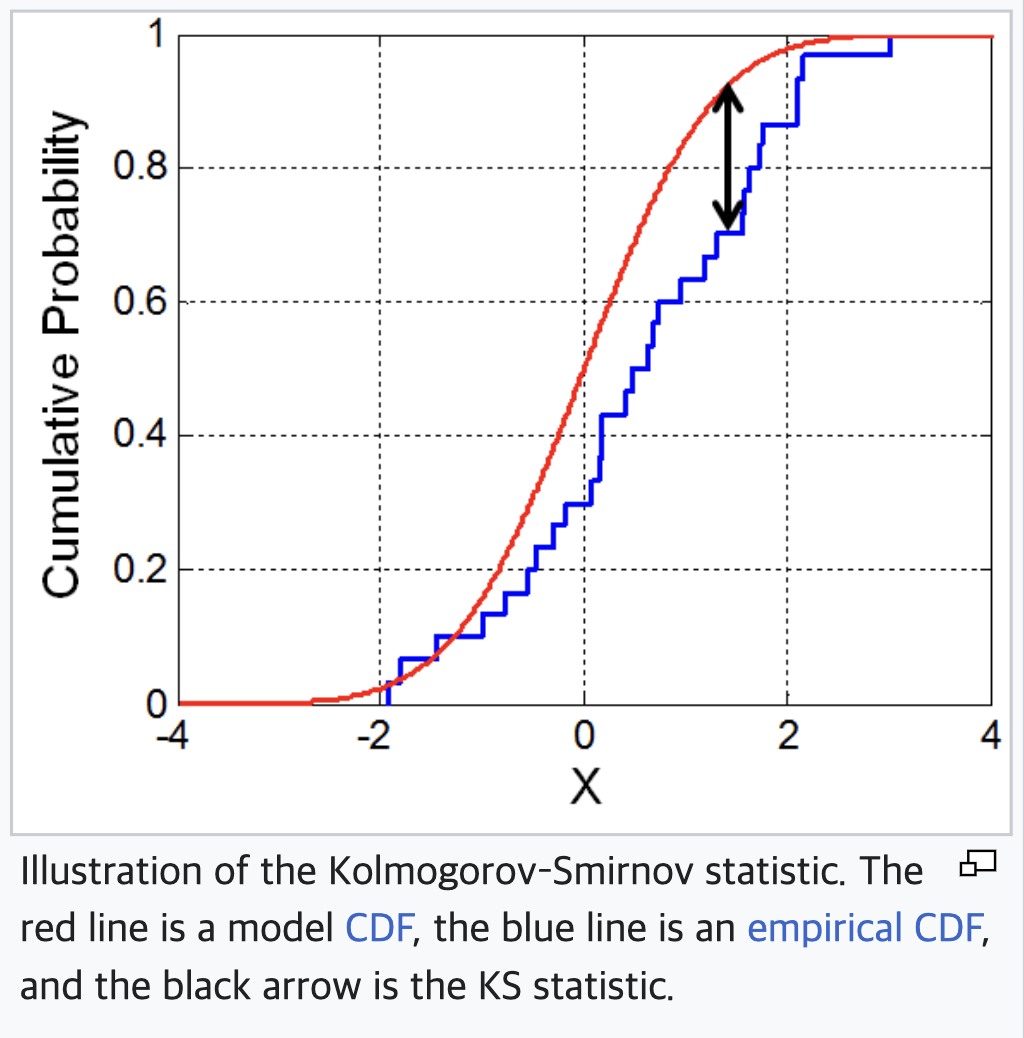 1
0.8
0.6
0.4
0.2
0
Cumulative Probability
-4 -2 0 2 4
X
Illustration of the Kolmogorov-Smirnov statistic. The
red line is a model CDF, the blue line is an empirical CDF,
and the black arrow is the KS statistic.